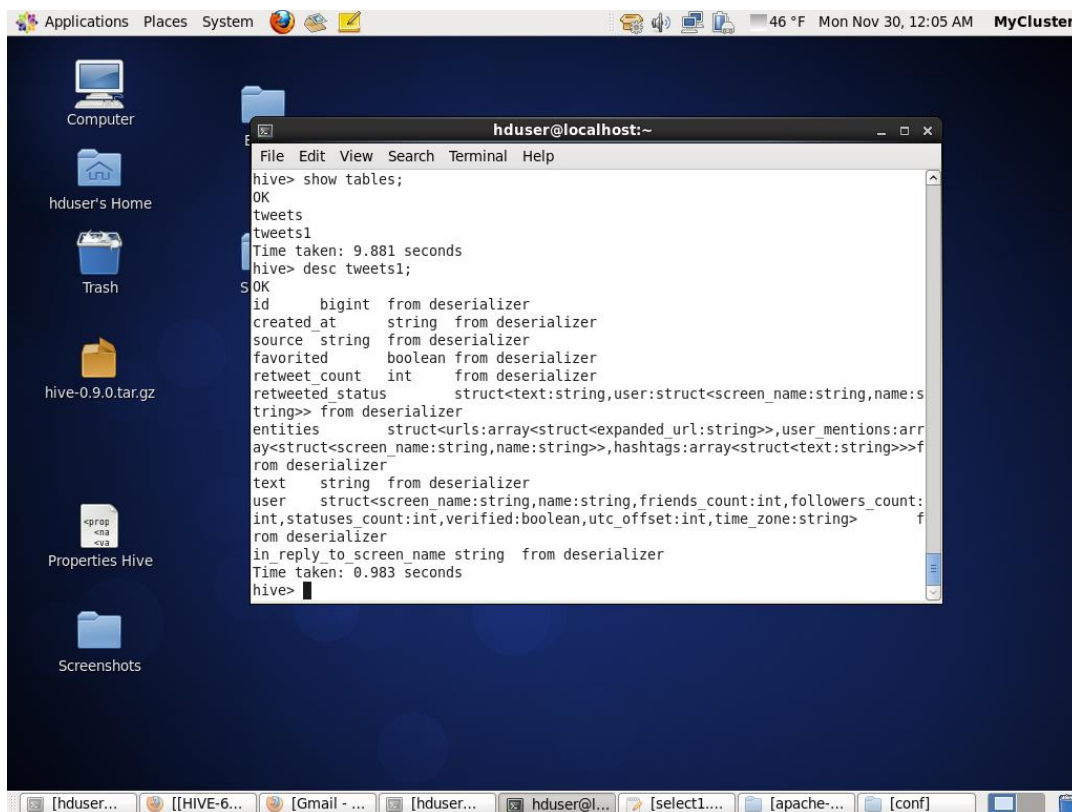 Applications Places System 46 °F Mon Nov 30, 12:05 AM MyCluster
Computer
hduser's Home
Trash
hive-0.9.0.tar.gz
<prop
<na
<va
Properties Hive
Screenshots
hduser@localhost:~
File Edit View Search Terminal Help
hive> show tables;
OK
tweets
tweets1
Time taken: 9.881 seconds
hive> desc tweets1;
OK
id bigint from deserializer
created_at string from deserializer
source string from deserializer
favorited boolean from deserializer
retweet_count int from deserializer
retweeted_status struct<text:string,user:struct<screen_name:string,name:s
tring>> from deserializer
entities struct<urls:array<struct<expanded_url:string>>,user_mentions:arr
ay<struct<screen_name:string,name:string>>,hashtags:array<struct<text:string>>>f
rom deserializer
text string from deserializer
user struct<screen_name:string,name:string,friends_count:int,followers_count:
int,statuses_count:int,verified:boolean,utc_offset:int,time_zone:string> f
rom deserializer
in_reply_to_screen_name string from deserializer
Time taken: 0.983 seconds
hive>
[hduser... [[HIVE-6... [Gmail - ... [hduser... hduser@l... [select1.... [apache-... [conf]